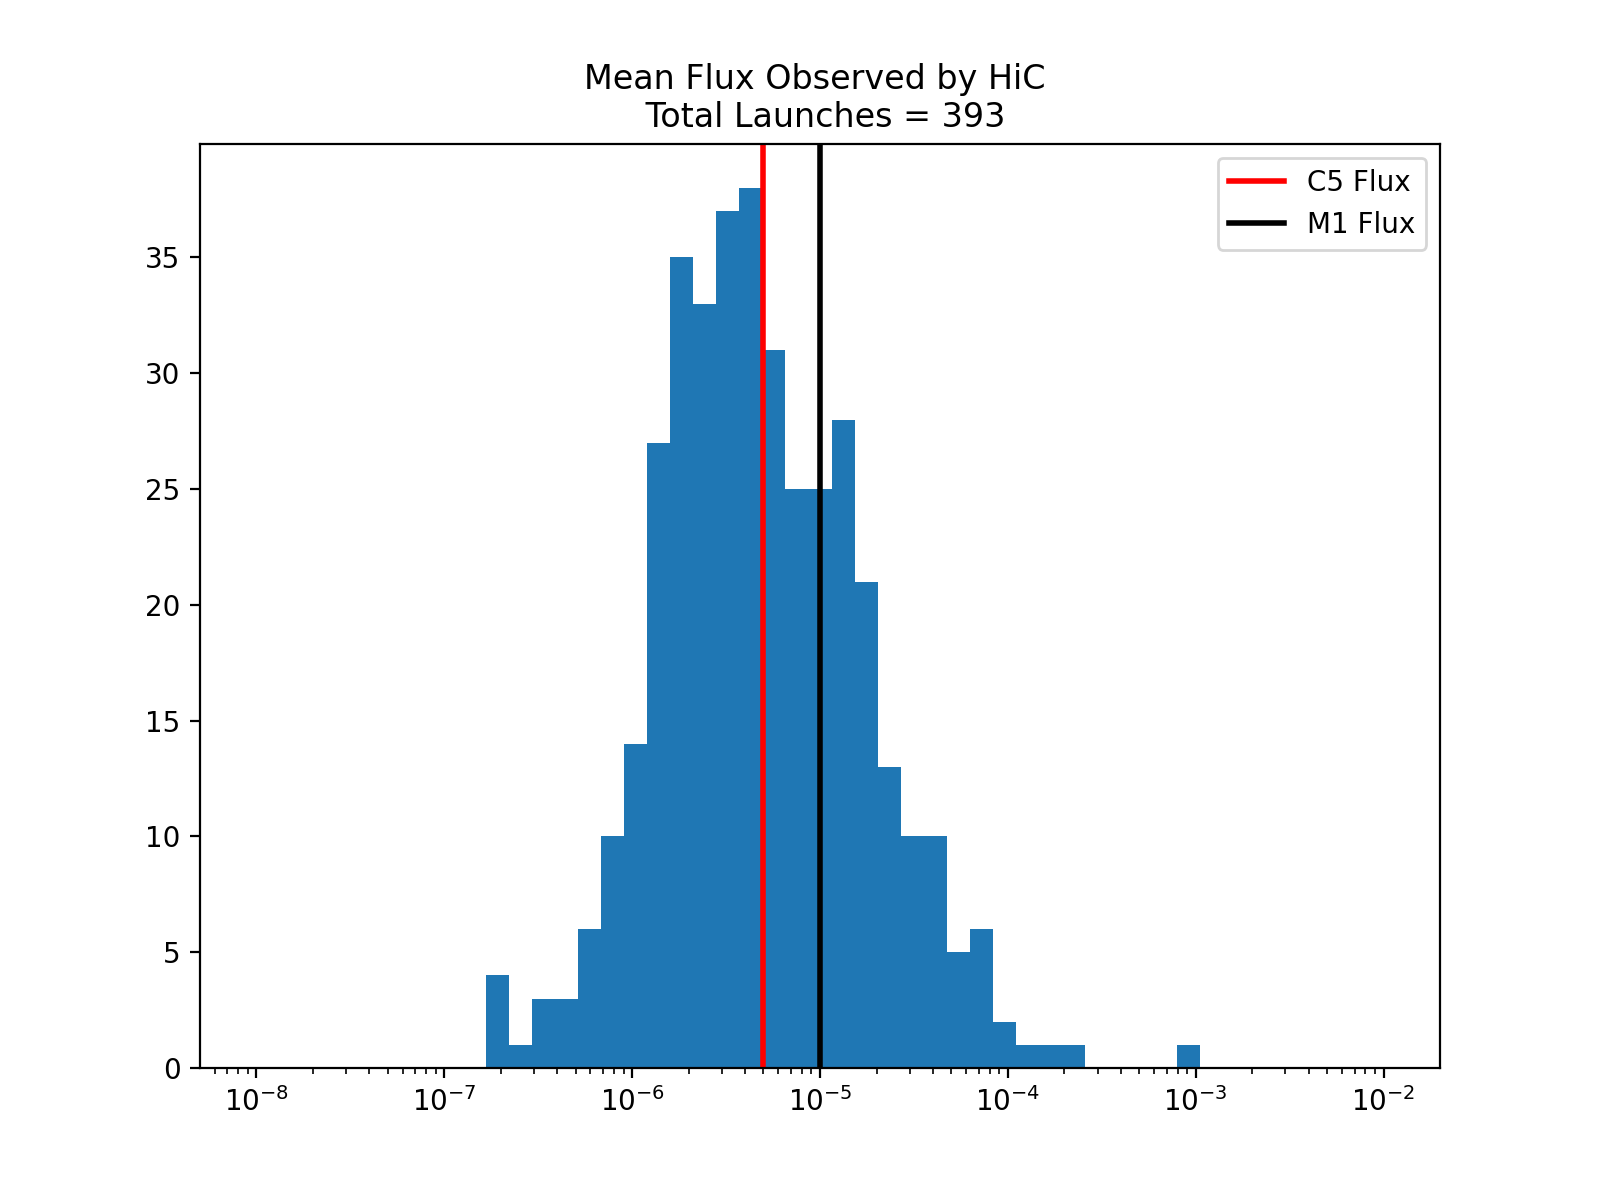 Mean Flux Observed by HiC
Total Launches = 393
C5 Flux
M1 Flux
35
30
25
20
15
10
5
0
10⁻⁸ 10⁻⁷ 10⁻⁶ 10⁻⁵ 10⁻⁴ 10⁻³ 10⁻²